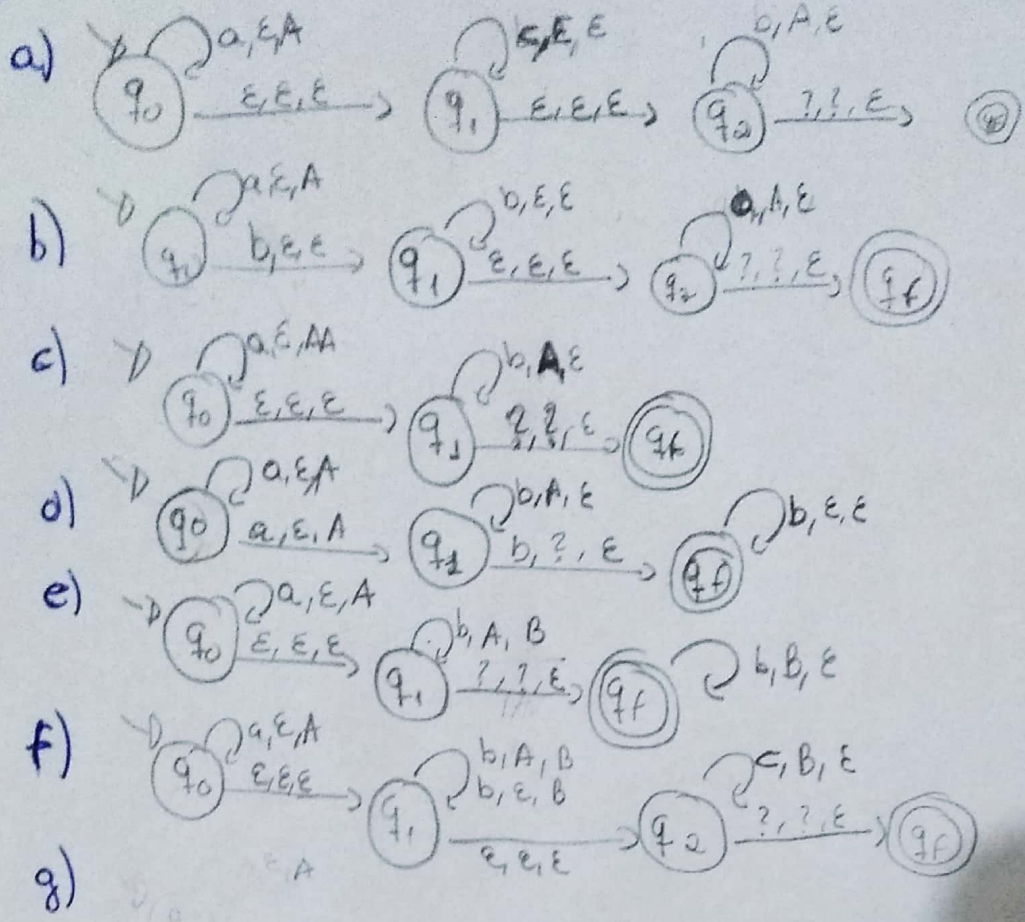 a) a, ε, A c, ε, ε b, A, ε
q0 ε, ε, ε q1 ε, ε, ε q2 ?, ?, ε
b) a, ε, A b, ε, ε A, ε
b, ε, ε q1 ε, ε, ε q2 ?, ?, ε qf
c) a, ε, AA b, A, ε
q0 ε, ε, ε q1 ?, ?, ε qf
d) a, ε, A b, A, ε b, ε, ε
q0 a, ε, A q1 b, ?, ε qf
e) a, ε, A b, A, B b, B, ε
q0 ε, ε, ε q1 ?, ?, ε qf
f) a, ε, A b, A, B c, B, ε
b, ε, B
q0 ε, ε, ε q1 ε, ε, ε q2 ?, ?, ε qf
g) ε, A